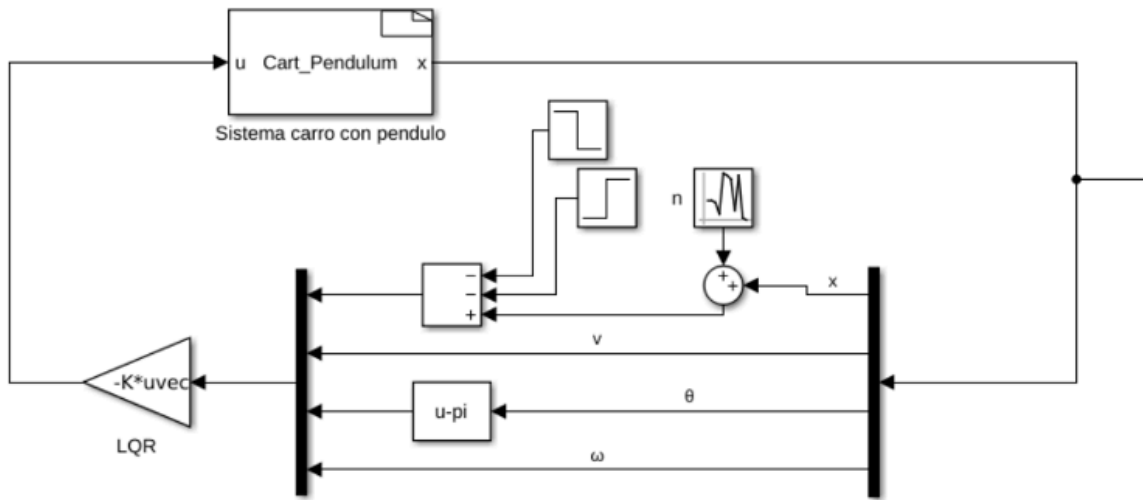 u Cart_Pendulum x
Sistema carro con pendulo
n
+
+
x
−
−
+
v
-K*uvec
u-pi
θ
LQR
ω